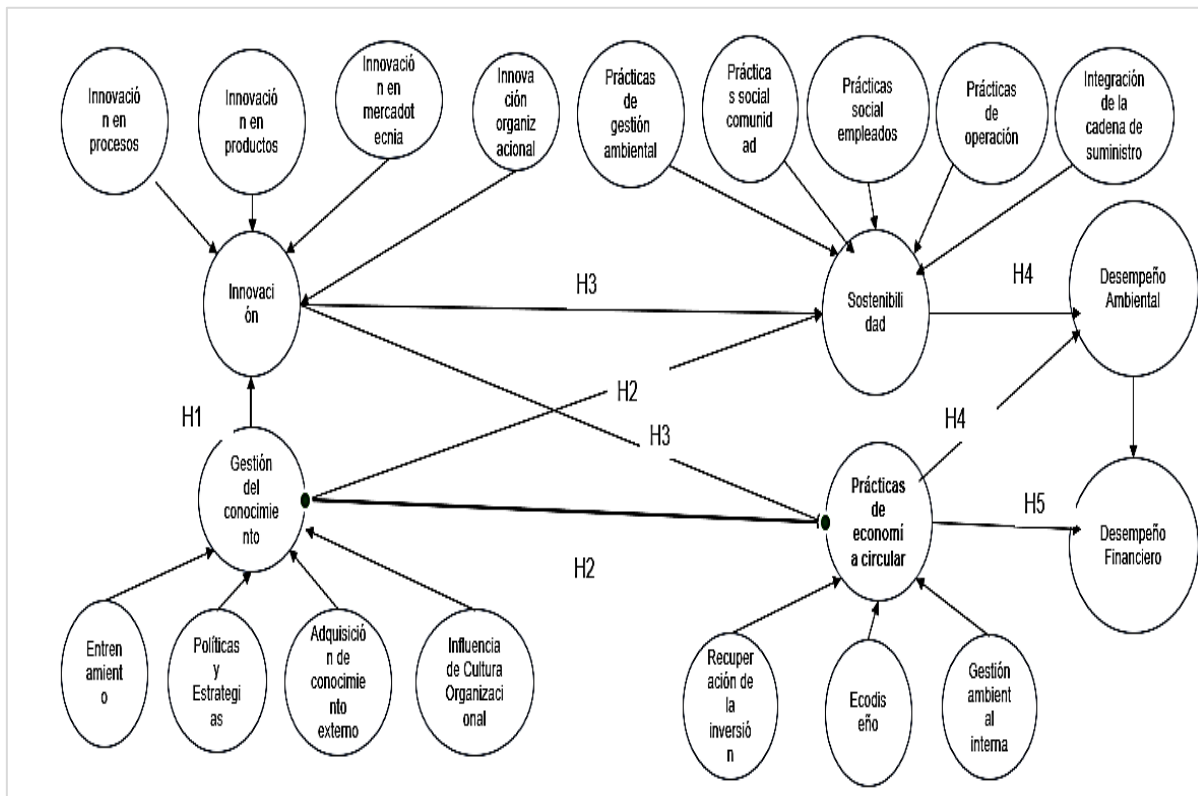 Innovació
n en
procesos
Innovació
n en
productos
Innovació
n en
mercadot
ecnia
Innova
ción
organiz
acional
Prácticas
de
gestión
ambiental
Práctica
s social
comunid
ad
Prácticas
social
empleados
Prácticas
de
operación
Integración
de la
cadena de
suministro
Innovaci
ón
H3
Sostenibili
dad
H4
Desempeño
Ambiental
H1
H2
H3
H4
Gestión
del
conocimie
nto
Prácticas
de
economí
a circular
H5
Desempeño
Financiero
H2
Entren
amient
o
Políticas
y
Estrategi
as
Adquisició
n de
conocimie
nto
externo
Influencia
de Cultura
Organizaci
onal
Recuper
ación de
la
inversió
n
Ecodis
eño
Gestión
ambient
al
interna